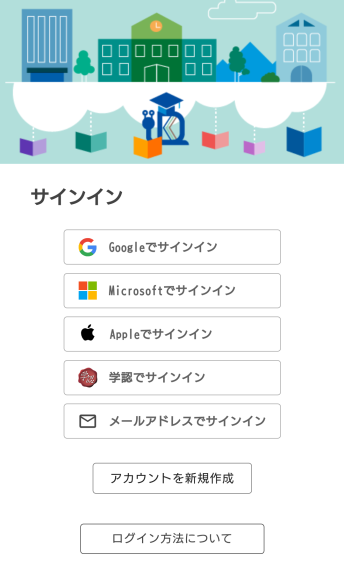 サインイン
Googleでサインイン
Microsoftでサインイン
Appleでサインイン
学認でサインイン
メールアドレスでサインイン
アカウントを新規作成
ログイン方法について